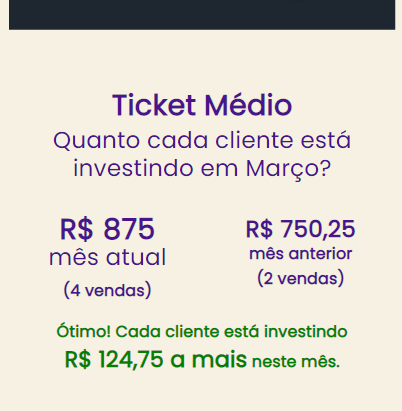 Ticket Médio
Quanto cada cliente está
investindo em Março?
R$ 875
mês atual
(4 vendas)
R$ 750,25
mês anterior
(2 vendas)
Ótimo! Cada cliente está investindo
R$ 124,75 a mais neste mês.